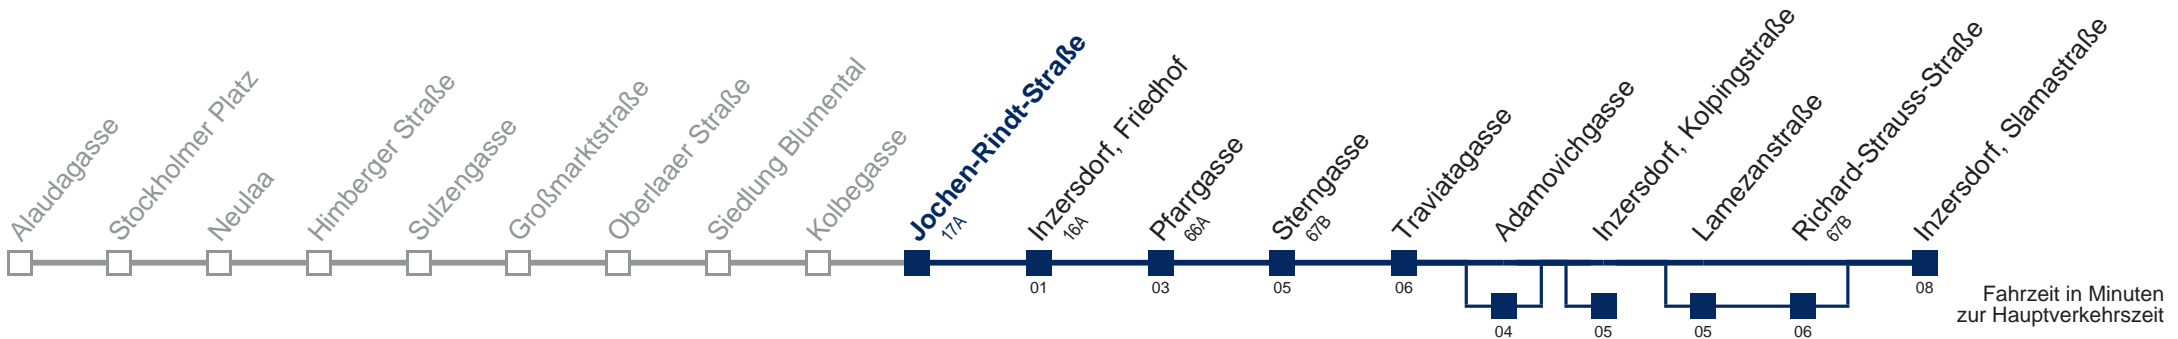 Alaudagasse
Stockholmer Platz
Neulaa
Himberger Straße
Sulzengasse
Großmarktstraße
Oberlaaer Straße
Siedlung Blumental
Kolbegasse
Jochen-Rindt-Straße
17A
Inzersdorf, Friedhof
16A
Pfarrgasse
66A
Sterngasse
67B
Traviatagasse
Adamovichgasse
Inzersdorf, Kolpingstraße
Lamezanstraße
Richard-Strauss-Straße
67B
Inzersdorf, Slamastraße
01
03
05
06
08
04
05
05
06
Fahrzeit in Minuten
zur Hauptverkehrszeit